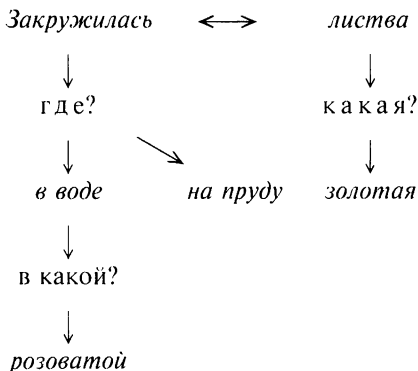 Закружилась ⟷ листва
где? какая?
в воде на пруду золотая
в какой?
розоватой